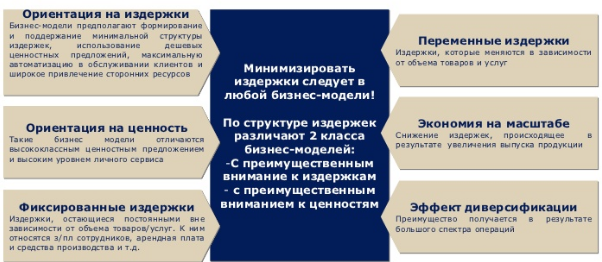 Ориентация на издержки
Бизнес-модели предполагают формирование
и поддержание минимальной структуры
издержек, использование дешевых
ценностных предложений, максимальную
автоматизацию в обслуживании клиентов и
широкое привлечение сторонних ресурсов
Ориентация на ценность
Такие бизнес модели отличаются
высококлассным ценностным предложением
и высоким уровнем личного сервиса
Фиксированные издержки
Издержки, остающиеся постоянными вне
зависимости от объема товаров/услуг. К ним
относятся з/пл сотрудников, арендная плата
и средства производства и т.д.
Минимизировать
издержки следует в
любой бизнес-модели!
По структуре издержек
различают 2 класса
бизнес-моделей:
-С преимущественным
внимание к издержкам
- с преимущественным
вниманием к ценностям
Переменные издержки
Издержки, которые меняются в зависимости
от объема товаров и услуг
Экономия на масштабе
Снижение издержек, происходящее в
результате увеличения выпуска продукции
Эффект диверсификации
Преимущество получается в результате
большого спектра операций